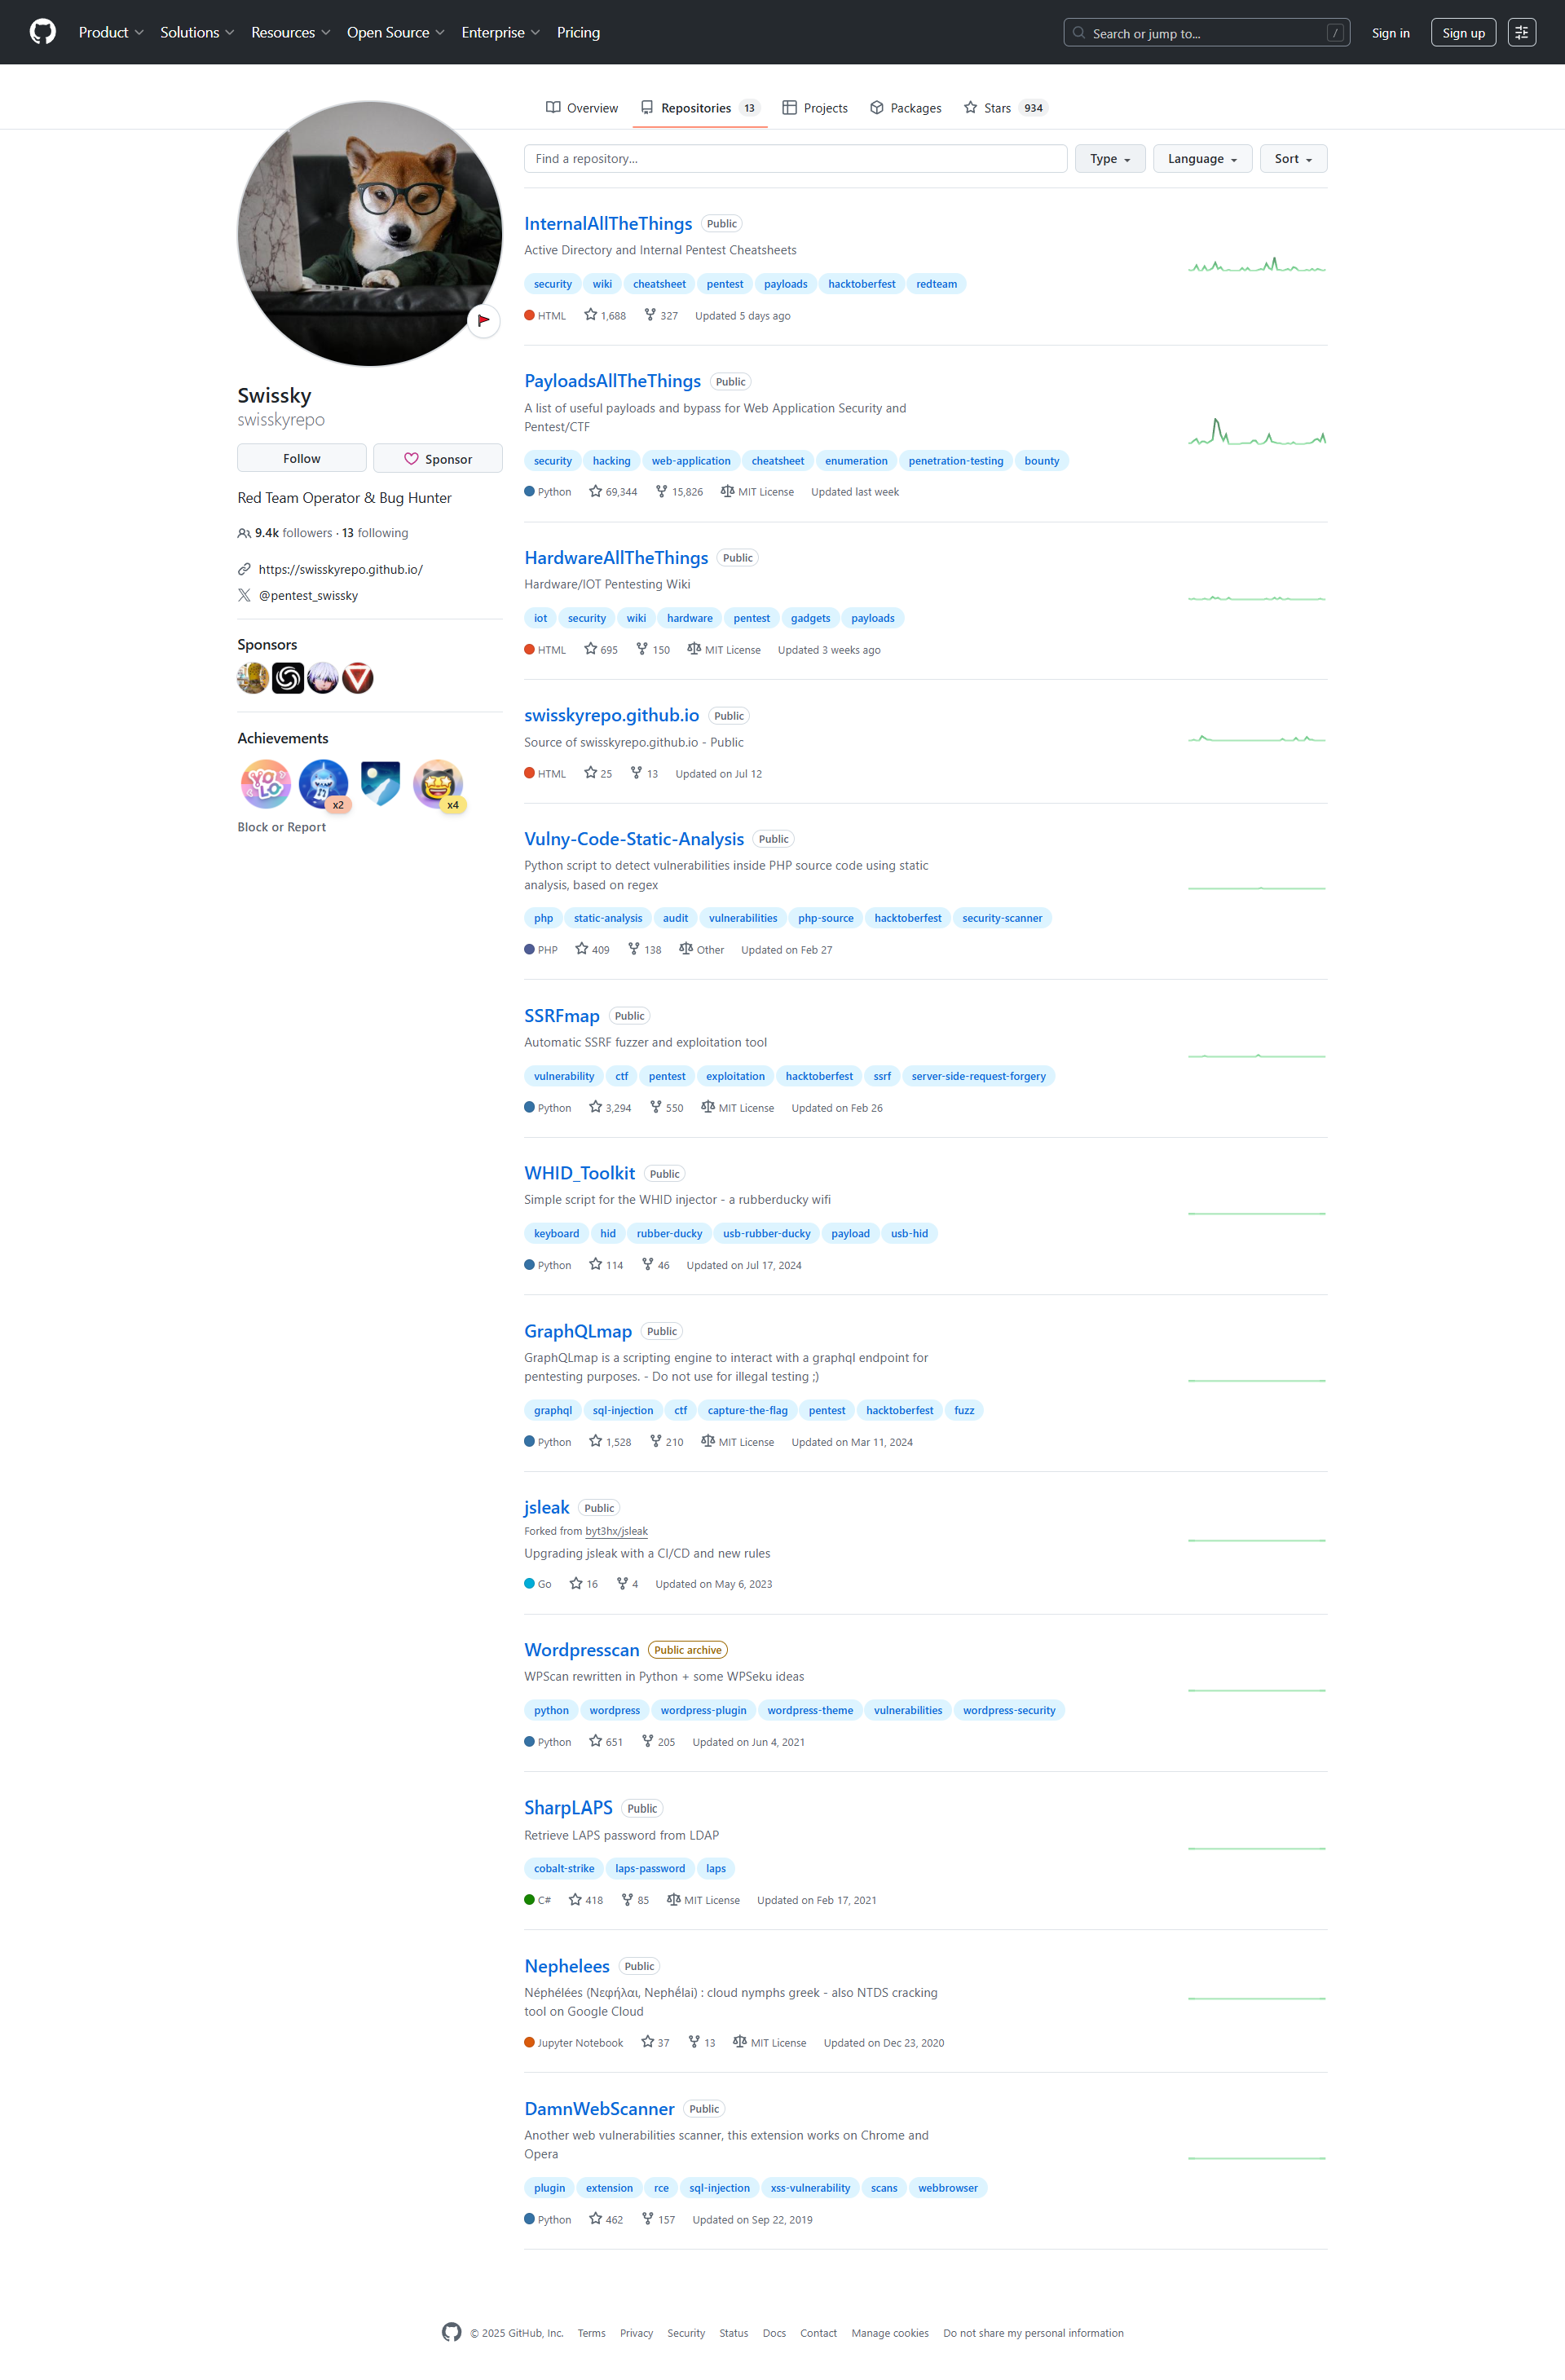 Product
Solutions
Resources
Open Source
Enterprise
Pricing
Search or jump to...
/
Sign in
Sign up
Overview
Repositories 13
Projects
Packages
Stars 934
Find a repository...
Type
Language
Sort
Swissky
swisskyrepo
Follow
Sponsor
Red Team Operator & Bug Hunter
9.4k followers · 13 following
https://swisskyrepo.github.io/
@pentest_swissky
Sponsors
Achievements
YOLO
x2
x4
Block or Report
InternalAllTheThings Public
Active Directory and Internal Pentest Cheatsheets
security wiki cheatsheet pentest payloads hacktoberfest redteam
HTML 1,688 327 Updated 5 days ago
PayloadsAllTheThings Public
A list of useful payloads and bypass for Web Application Security and
Pentest/CTF
security hacking web-application cheatsheet enumeration penetration-testing bounty
Python 69,344 15,826 MIT License Updated last week
HardwareAllTheThings Public
Hardware/IOT Pentesting Wiki
iot security wiki hardware pentest gadgets payloads
HTML 695 150 MIT License Updated 3 weeks ago
swisskyrepo.github.io Public
Source of swisskyrepo.github.io - Public
HTML 25 13 Updated on Jul 12
Vulny-Code-Static-Analysis Public
Python script to detect vulnerabilities inside PHP source code using static
analysis, based on regex
php static-analysis audit vulnerabilities php-source hacktoberfest security-scanner
PHP 409 138 Other Updated on Feb 27
SSRFmap Public
Automatic SSRF fuzzer and exploitation tool
vulnerability ctf pentest exploitation hacktoberfest ssrf server-side-request-forgery
Python 3,294 550 MIT License Updated on Feb 26
WHID_Toolkit Public
Simple script for the WHID injector - a rubberducky wifi
keyboard hid rubber-ducky usb-rubber-ducky payload usb-hid
Python 114 46 Updated on Jul 17, 2024
GraphQLmap Public
GraphQLmap is a scripting engine to interact with a graphql endpoint for
pentesting purposes. - Do not use for illegal testing ;)
graphql sql-injection ctf capture-the-flag pentest hacktoberfest fuzz
Python 1,528 210 MIT License Updated on Mar 11, 2024
jsleak Public
Forked from byt3hx/jsleak
Upgrading jsleak with a CI/CD and new rules
Go 16 4 Updated on May 6, 2023
Wordpresscan Public archive
WPScan rewritten in Python + some WPSeku ideas
python wordpress wordpress-plugin wordpress-theme vulnerabilities wordpress-security
Python 651 205 Updated on Jun 4, 2021
SharpLAPS Public
Retrieve LAPS password from LDAP
cobalt-strike laps-password laps
C# 418 85 MIT License Updated on Feb 17, 2021
Nephelees Public
Néphélées (Νεφήλαι, Nephếlai) : cloud nymphs greek - also NTDS cracking
tool on Google Cloud
Jupyter Notebook 37 13 MIT License Updated on Dec 23, 2020
DamnWebScanner Public
Another web vulnerabilities scanner, this extension works on Chrome and
Opera
plugin extension rce sql-injection xss-vulnerability scans webbrowser
Python 462 157 Updated on Sep 22, 2019
© 2025 GitHub, Inc. Terms Privacy Security Status Docs Contact Manage cookies Do not share my personal information